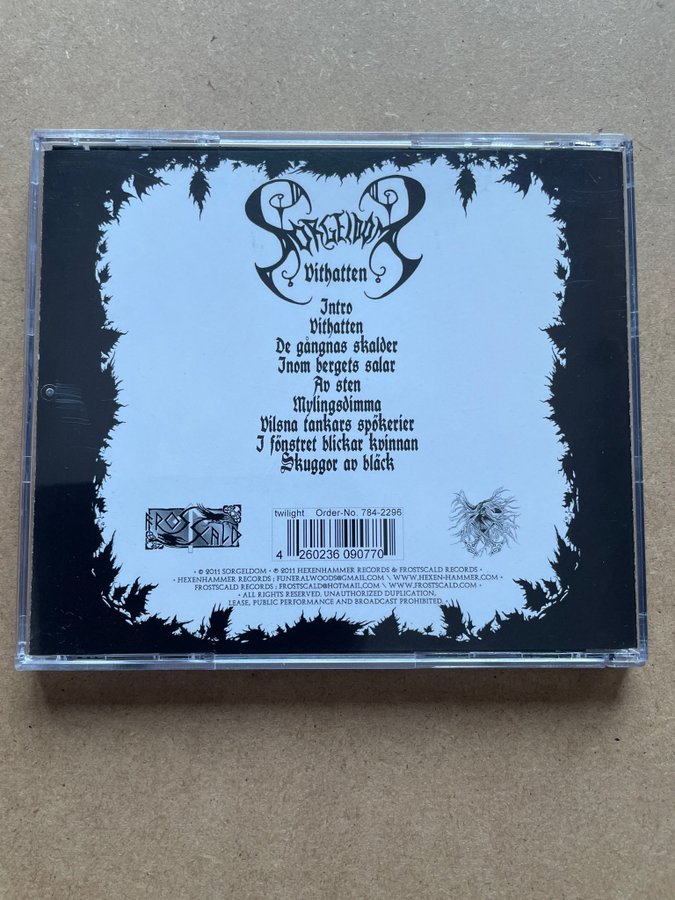 SORGELDOM
Vithatten
Intro
Vithatten
De gångnas skalder
Inom bergets salar
Av sten
Mylingsdimma
Vilsna tankars spökerier
I fönstret blickar kvinnan
Skuggor av bläck
FROSTSCALD
twilight Order-No. 784-2296
4 260236 090770
• © 2011 SORGELDOM • ℗ 2011 HEXENHAMMER RECORDS & FROSTSCALD RECORDS •
• HEXENHAMMER RECORDS : FUNERALWOODS@GMAIL.COM \ WWW.HEXEN-HAMMER.COM •
FROSTSCALD RECORDS : FROSTSCALD@HOTMAIL.COM \ WWW.FROSTSCALD.COM •
• ALL RIGHTS RESERVED. UNAUTHORIZED DUPLICATION,
LEASE, PUBLIC PERFORMANCE AND BROADCAST PROHIBITED. •